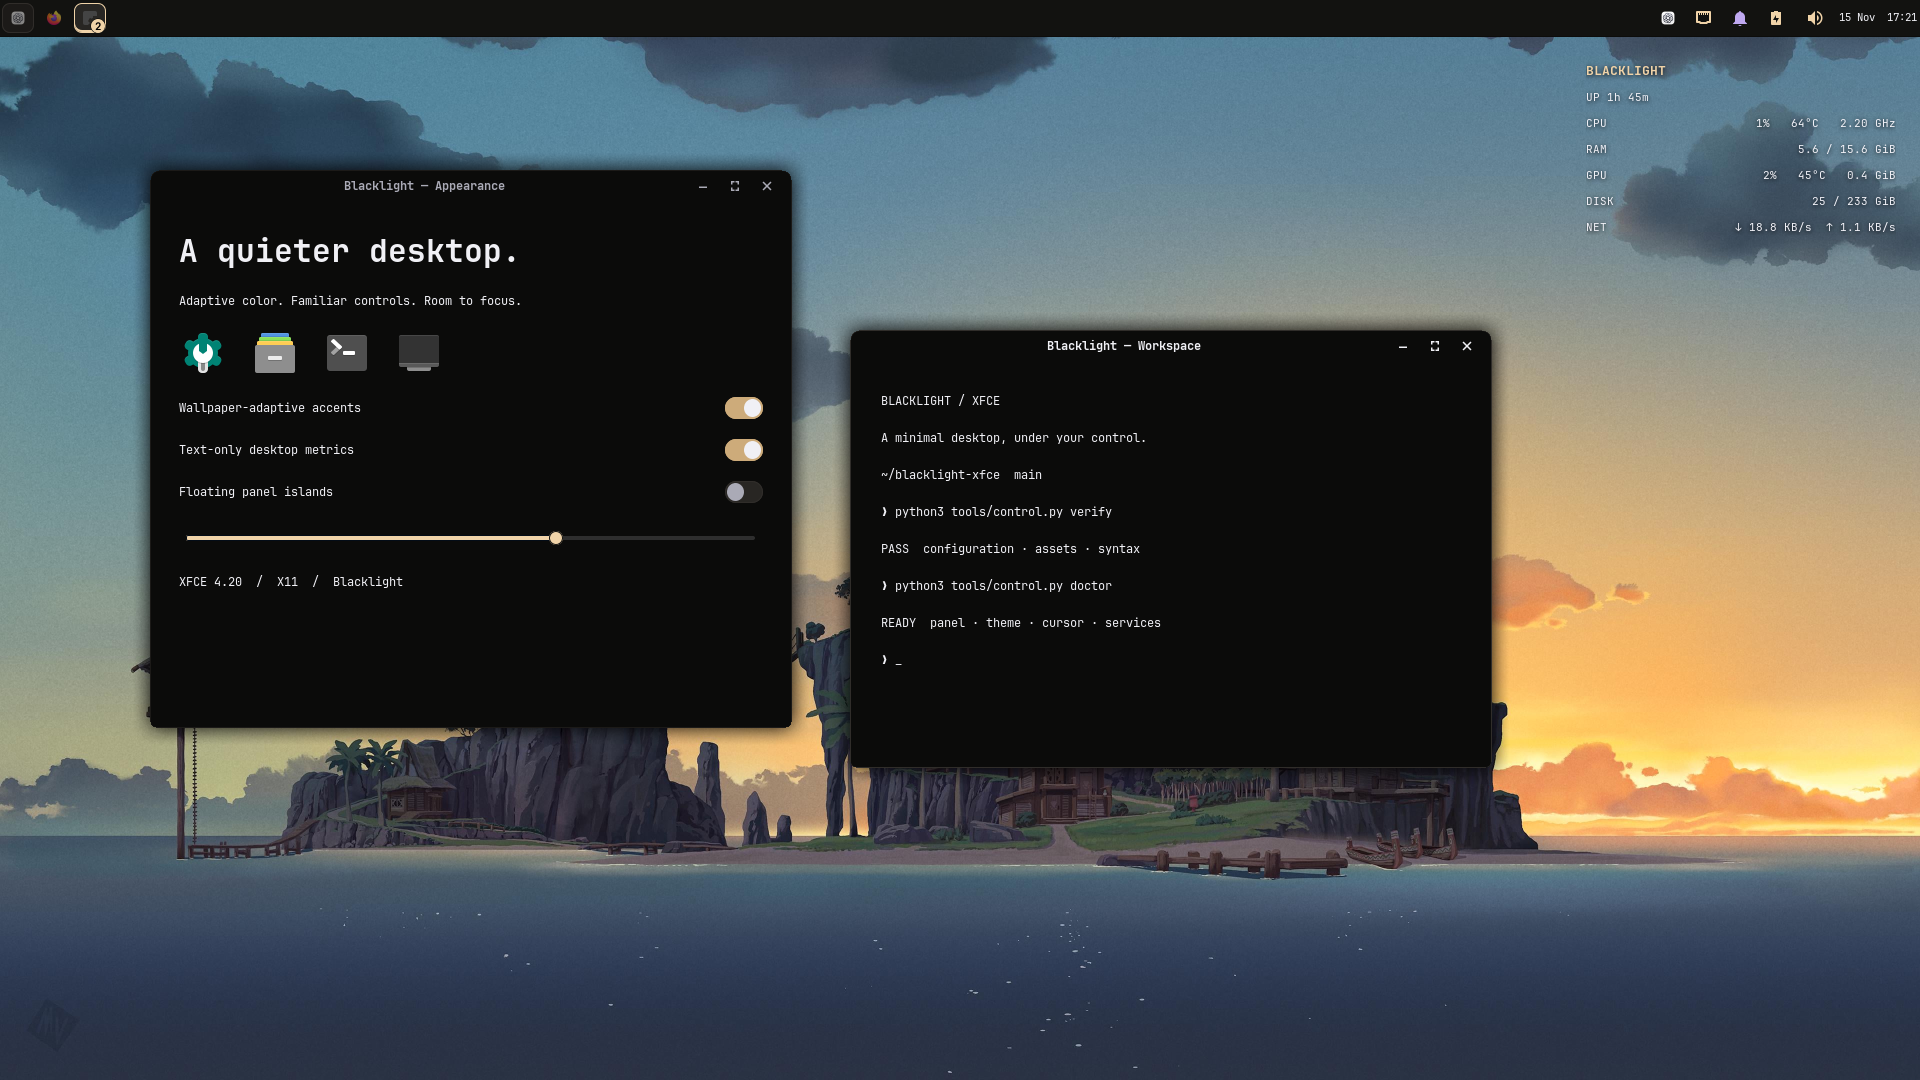 2
15 Nov 17:21
BLACKLIGHT
UP 1h 45m
CPU 1% 64°C 2.20 GHz
RAM 5.6 / 15.6 GiB
GPU 2% 45°C 0.4 GiB
DISK 25 / 233 GiB
NET ↓ 18.8 KB/s ↑ 1.1 KB/s
Blacklight — Appearance
A quieter desktop.
Adaptive color. Familiar controls. Room to focus.
Wallpaper-adaptive accents
Text-only desktop metrics
Floating panel islands
XFCE 4.20 / X11 / Blacklight
Blacklight — Workspace
BLACKLIGHT / XFCE
A minimal desktop, under your control.
~/blacklight-xfce main
❯ python3 tools/control.py verify
PASS configuration · assets · syntax
❯ python3 tools/control.py doctor
READY panel · theme · cursor · services
❯ _